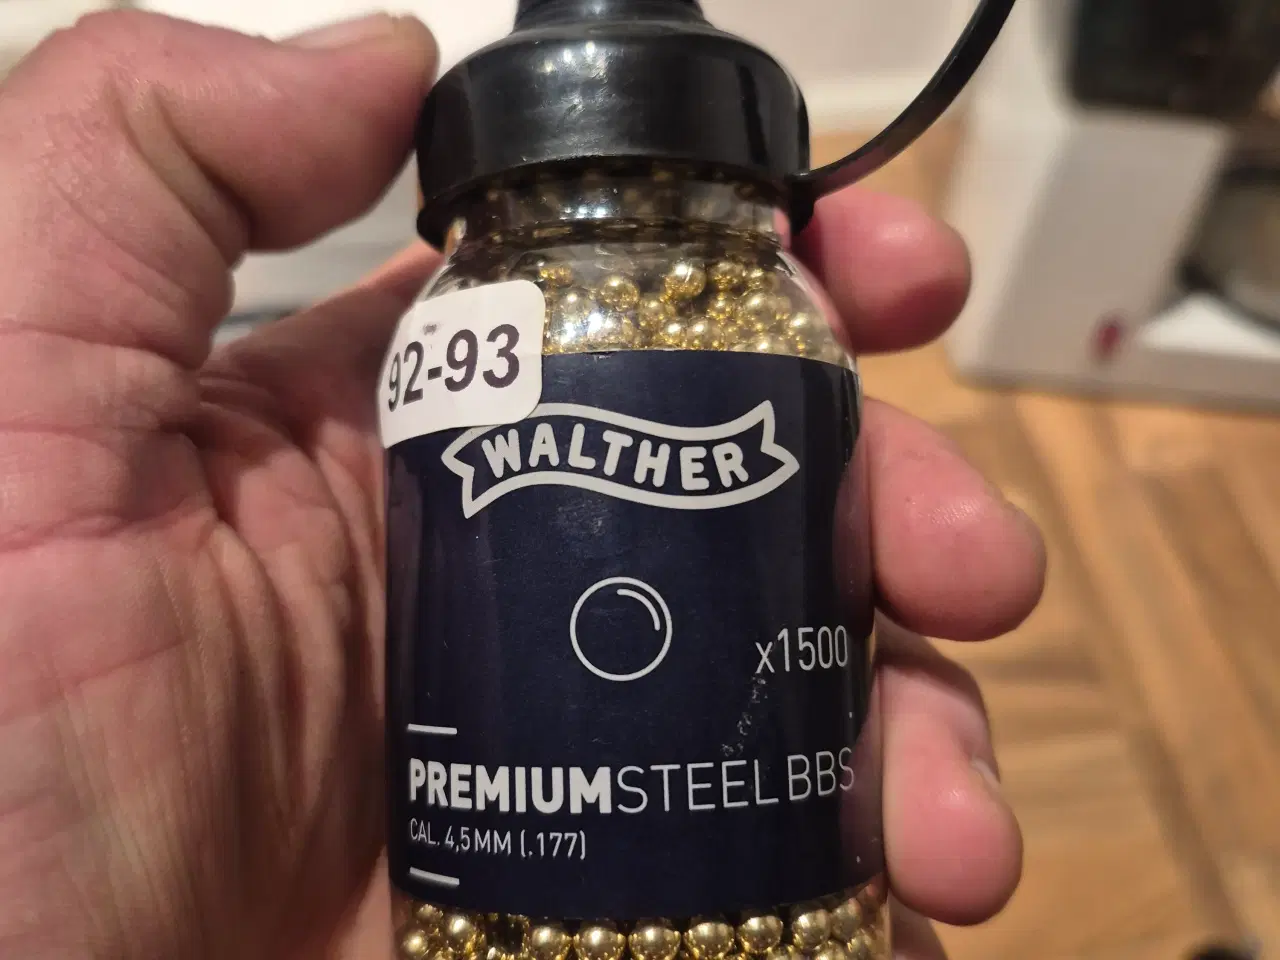 92-93
WALTHER
x1500
PREMIUMSTEEL BBS
CAL. 4,5MM (.177)